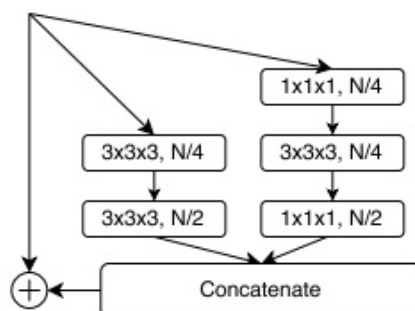 1x1x1, N/4
3x3x3, N/4
3x3x3, N/4
3x3x3, N/2
1x1x1, N/2
Concatenate